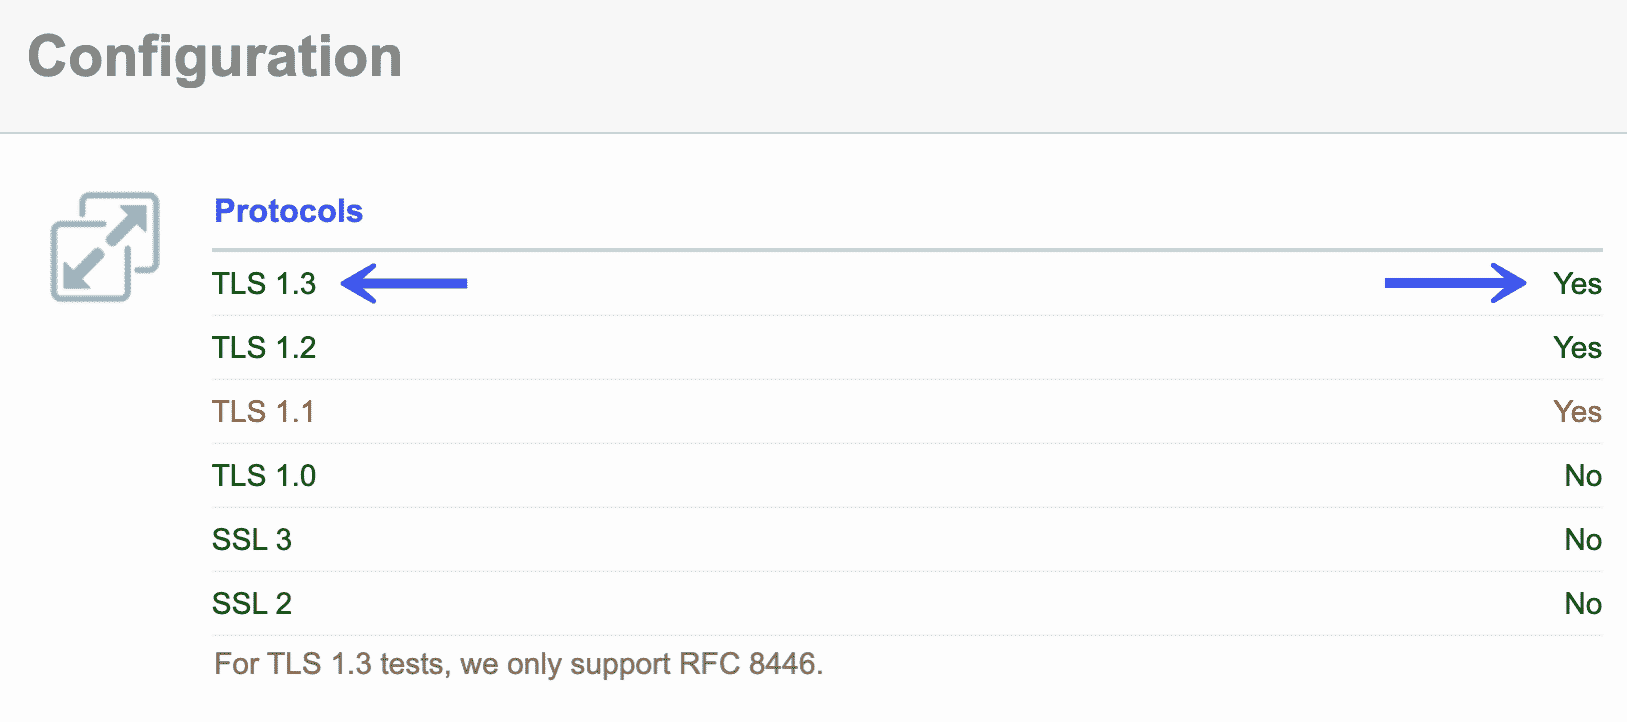 Configuration
Protocols
TLS 1.3 Yes
TLS 1.2 Yes
TLS 1.1 Yes
TLS 1.0 No
SSL 3 No
SSL 2 No
For TLS 1.3 tests, we only support RFC 8446.